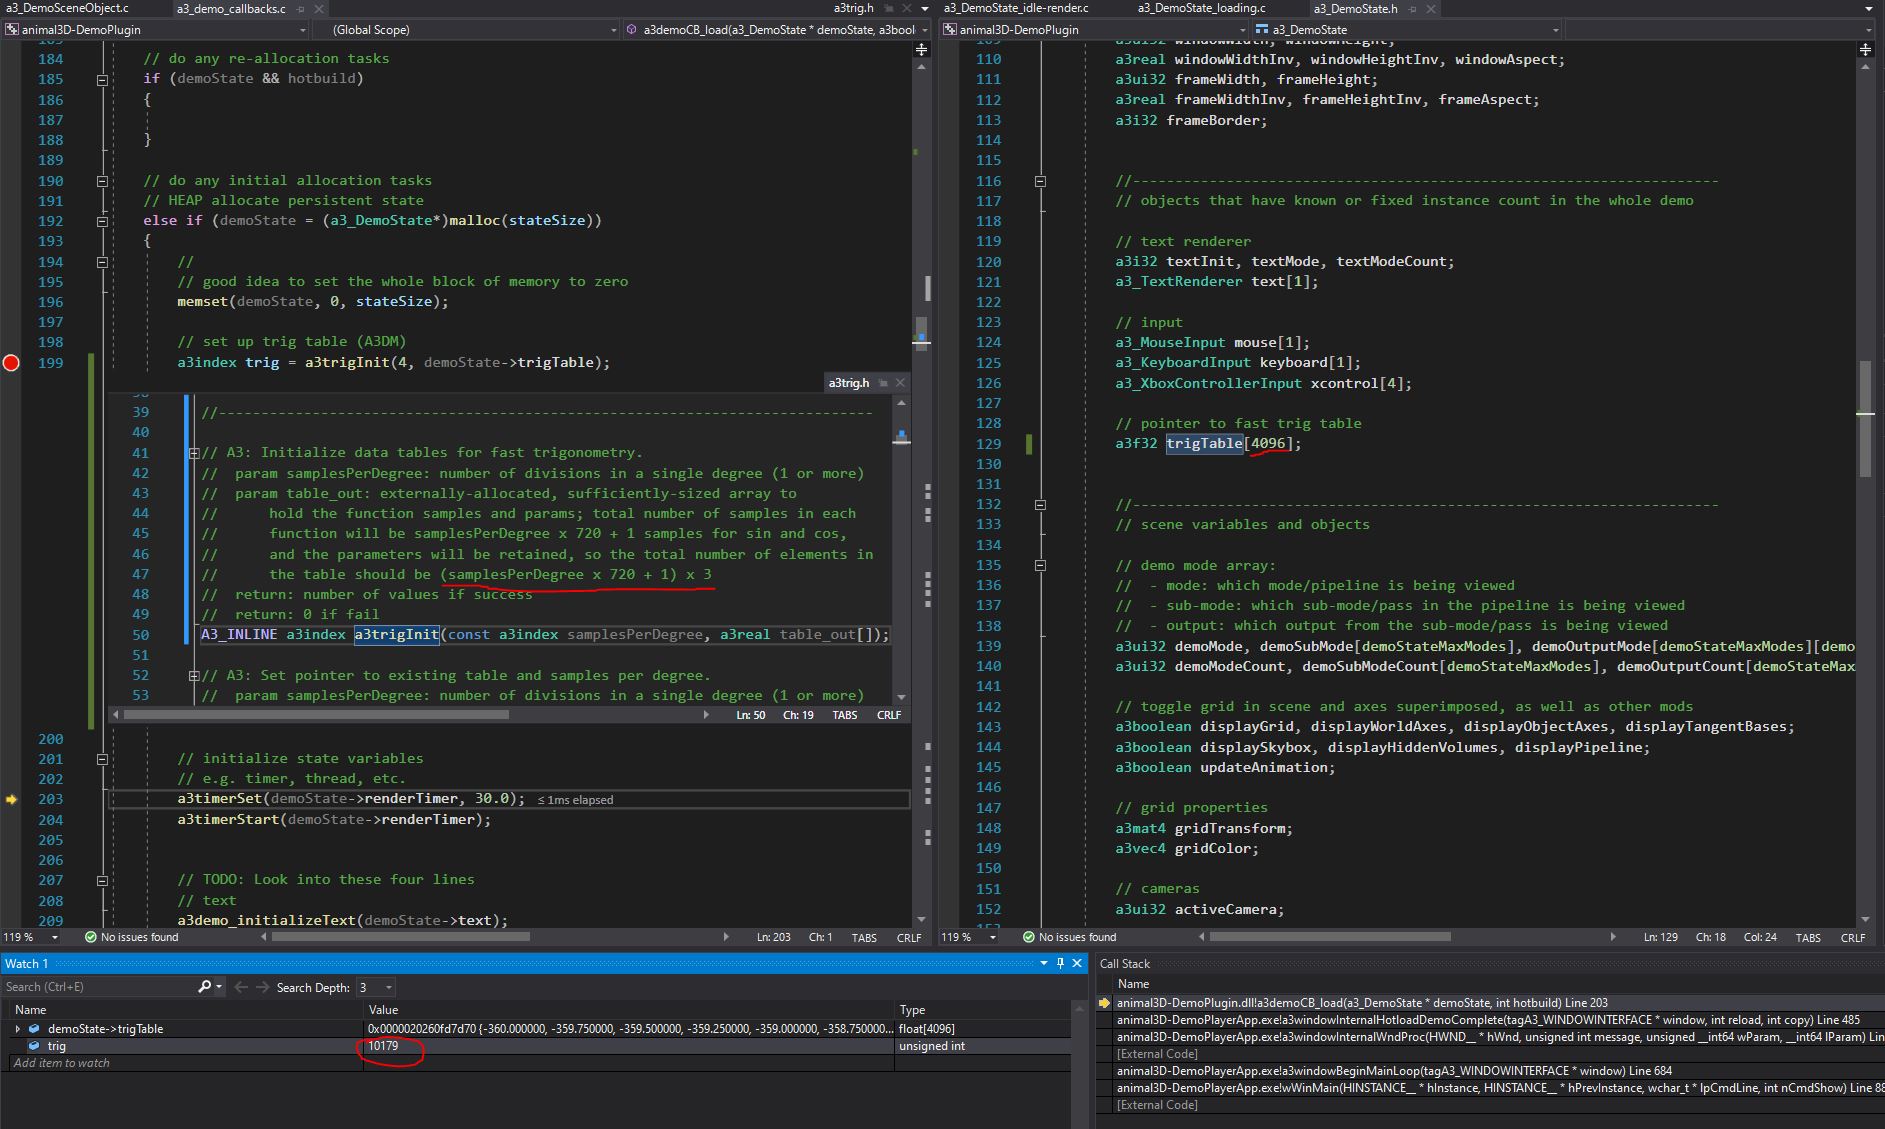 a3_DemoSceneObject.c
a3_demo_callbacks.c
a3trig.h
animal3D-DemoPlugin
(Global Scope)
a3demoCB_load(a3_DemoState * demoState, a3boole
184 // do any re-allocation tasks
185 if (demoState && hotbuild)
186 {
187
188 }
189
190 // do any initial allocation tasks
191 // HEAP allocate persistent state
192 else if (demoState = (a3_DemoState*)malloc(stateSize))
193 {
194 //
195 // good idea to set the whole block of memory to zero
196 memset(demoState, 0, stateSize);
197
198 // set up trig table (A3DM)
199 a3index trig = a3trigInit(4, demoState->trigTable);
a3trig.h
39 //-----------------------------------------------------------------------------
40
41 // A3: Initialize data tables for fast trigonometry.
42 // param samplesPerDegree: number of divisions in a single degree (1 or more)
43 // param table_out: externally-allocated, sufficiently-sized array to
44 // hold the function samples and params; total number of samples in each
45 // function will be samplesPerDegree x 720 + 1 samples for sin and cos,
46 // and the parameters will be retained, so the total number of elements in
47 // the table should be (samplesPerDegree x 720 + 1) x 3
48 // return: number of values if success
49 // return: 0 if fail
50 A3_INLINE a3index a3trigInit(const a3index samplesPerDegree, a3real table_out[]);
51
52 // A3: Set pointer to existing table and samples per degree.
53 // param samplesPerDegree: number of divisions in a single degree (1 or more)
Ln: 50 Ch: 19 TABS CRLF
200
201 // initialize state variables
202 // e.g. timer, thread, etc.
203 a3timerSet(demoState->renderTimer, 30.0); ≤ 1ms elapsed
204 a3timerStart(demoState->renderTimer);
205
206
207 // TODO: Look into these four lines
208 // text
209 a3demo_initializeText(demoState->text);
119 % No issues found Ln: 203 Ch: 1 TABS CRLF
a3_DemoState_idle-render.c
a3_DemoState_loading.c
a3_DemoState.h
animal3D-DemoPlugin
a3_DemoState
109 a3ui32 windowWidth, windowHeight;
110 a3real windowWidthInv, windowHeightInv, windowAspect;
111 a3ui32 frameWidth, frameHeight;
112 a3real frameWidthInv, frameHeightInv, frameAspect;
113 a3i32 frameBorder;
114
115
116 //---------------------------------------------------------------------
117 // objects that have known or fixed instance count in the whole demo
118
119 // text renderer
120 a3i32 textInit, textMode, textModeCount;
121 a3_TextRenderer text[1];
122
123 // input
124 a3_MouseInput mouse[1];
125 a3_KeyboardInput keyboard[1];
126 a3_XboxControllerInput xcontrol[4];
127
128 // pointer to fast trig table
129 a3f32 trigTable[4096];
130
131
132 //---------------------------------------------------------------------
133 // scene variables and objects
134
135 // demo mode array:
136 // - mode: which mode/pipeline is being viewed
137 // - sub-mode: which sub-mode/pass in the pipeline is being viewed
138 // - output: which output from the sub-mode/pass is being viewed
139 a3ui32 demoMode, demoSubMode[demoStateMaxModes], demoOutputMode[demoStateMaxModes][demo
140 a3ui32 demoModeCount, demoSubModeCount[demoStateMaxModes], demoOutputCount[demoStateMax
141
142 // toggle grid in scene and axes superimposed, as well as other mods
143 a3boolean displayGrid, displayWorldAxes, displayObjectAxes, displayTangentBases;
144 a3boolean displaySkybox, displayHiddenVolumes, displayPipeline;
145 a3boolean updateAnimation;
146
147 // grid properties
148 a3mat4 gridTransform;
149 a3vec4 gridColor;
150
151 // cameras
152 a3ui32 activeCamera;
119 % No issues found Ln: 129 Ch: 18 Col: 24 TABS CRLF
Watch 1
Search (Ctrl+E) Search Depth: 3
Name Value Type
demoState->trigTable 0x0000020260fd7d70 {-360.000000, -359.750000, -359.500000, -359.250000, -359.000000, -358.750000... float[4096]
trig 10179 unsigned int
Add item to watch
Call Stack
Name
animal3D-DemoPlugin.dll!a3demoCB_load(a3_DemoState * demoState, int hotbuild) Line 203
animal3D-DemoPlayerApp.exe!a3windowInternalHotloadDemoComplete(tagA3_WINDOWINTERFACE * window, int reload, int copy) Line 485
animal3D-DemoPlayerApp.exe!a3windowInternalWndProc(HWND__ * hWnd, unsigned int message, unsigned __int64 wParam, __int64 lParam) Lin
[External Code]
animal3D-DemoPlayerApp.exe!a3windowBeginMainLoop(tagA3_WINDOWINTERFACE * window) Line 684
animal3D-DemoPlayerApp.exe!wWinMain(HINSTANCE__ * hInstance, HINSTANCE__ * hPrevInstance, wchar_t * lpCmdLine, int nCmdShow) Line 88
[External Code]